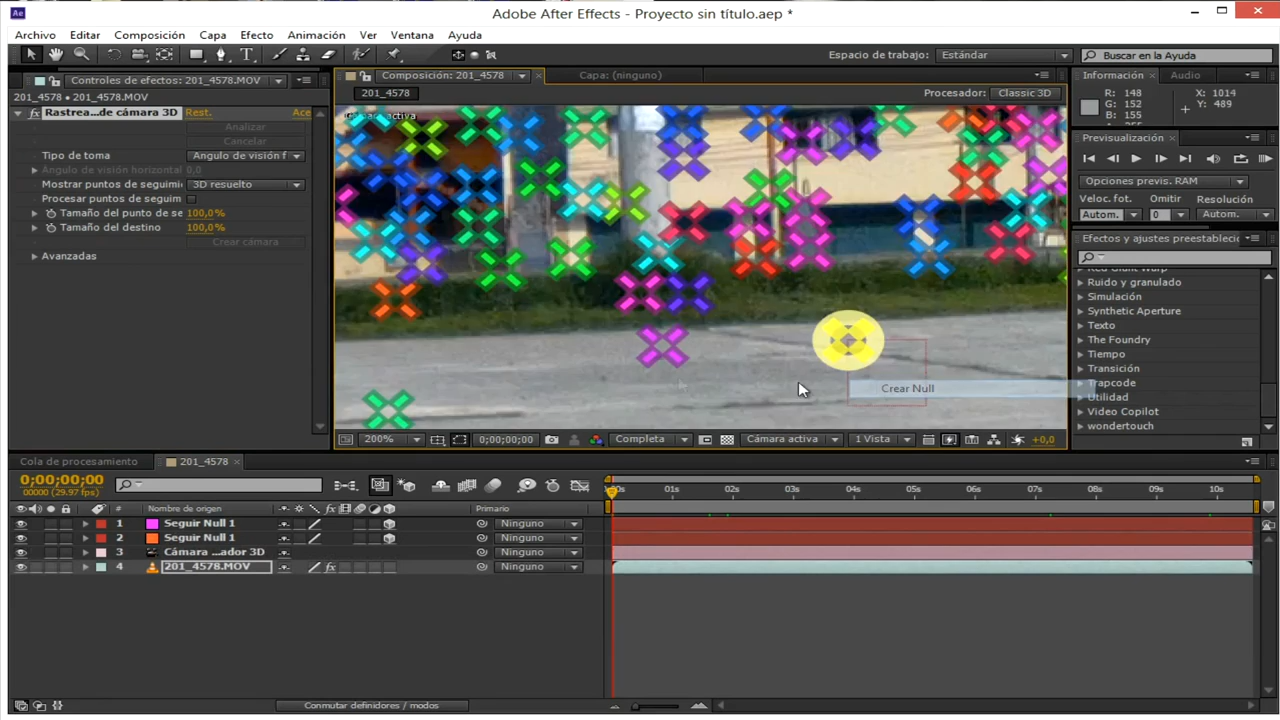 Ae Adobe After Effects - Proyecto sin título.aep *
Archivo Editar Composición Capa Efecto Animación Ver Ventana Ayuda
Espacio de trabajo: Estándar Buscar en la Ayuda
Controles de efectos: 201_4578.MOV
Composición: 201_4578
Capa: (ninguno)
Información Audio
201_4578 • 201_4578.MOV
201_4578
Procesador: Classic 3D
R: 148
G: 152
B: 155
X: 1014
Y: 489
fx Rastrea...de cámara 3D Rest. Ace
Cámara activa
Analizar
Cancelar
Previsualización
Tipo de toma Angulo de visión f
Angulo de visión horizontal 0,0
Mostrar puntos de seguimi 3D resuelto
Opciones previs. RAM
Procesar puntos de seguim
Veloc. fot. Omitir Resolución
Tamaño del punto de se 100,0%
Autom. 0 Autom.
Tamaño del destino 100,0%
Crear cámara
Efectos y ajustes preestableci
Avanzadas
Red Giant Warp
Ruido y granulado
Simulación
Synthetic Aperture
Texto
The Foundry
Tiempo
Transición
Trapcode
Crear Null
Utilidad
Video Copilot
wondertouch
200% 0;00;00;00 Completa Cámara activa 1 Vista +0,0
Cola de procesamiento 201_4578
0;00;00;00
00000 (29.97 fps)
01s 02s 03s 04s 05s 06s 07s 08s 09s 10s
# Nombre de origen fx Primario
1 Seguir Null 1 Ninguno
2 Seguir Null 1 Ninguno
3 Cámara ...ador 3D Ninguno
4 201_4578.MOV fx Ninguno
Conmutar definidores / modos